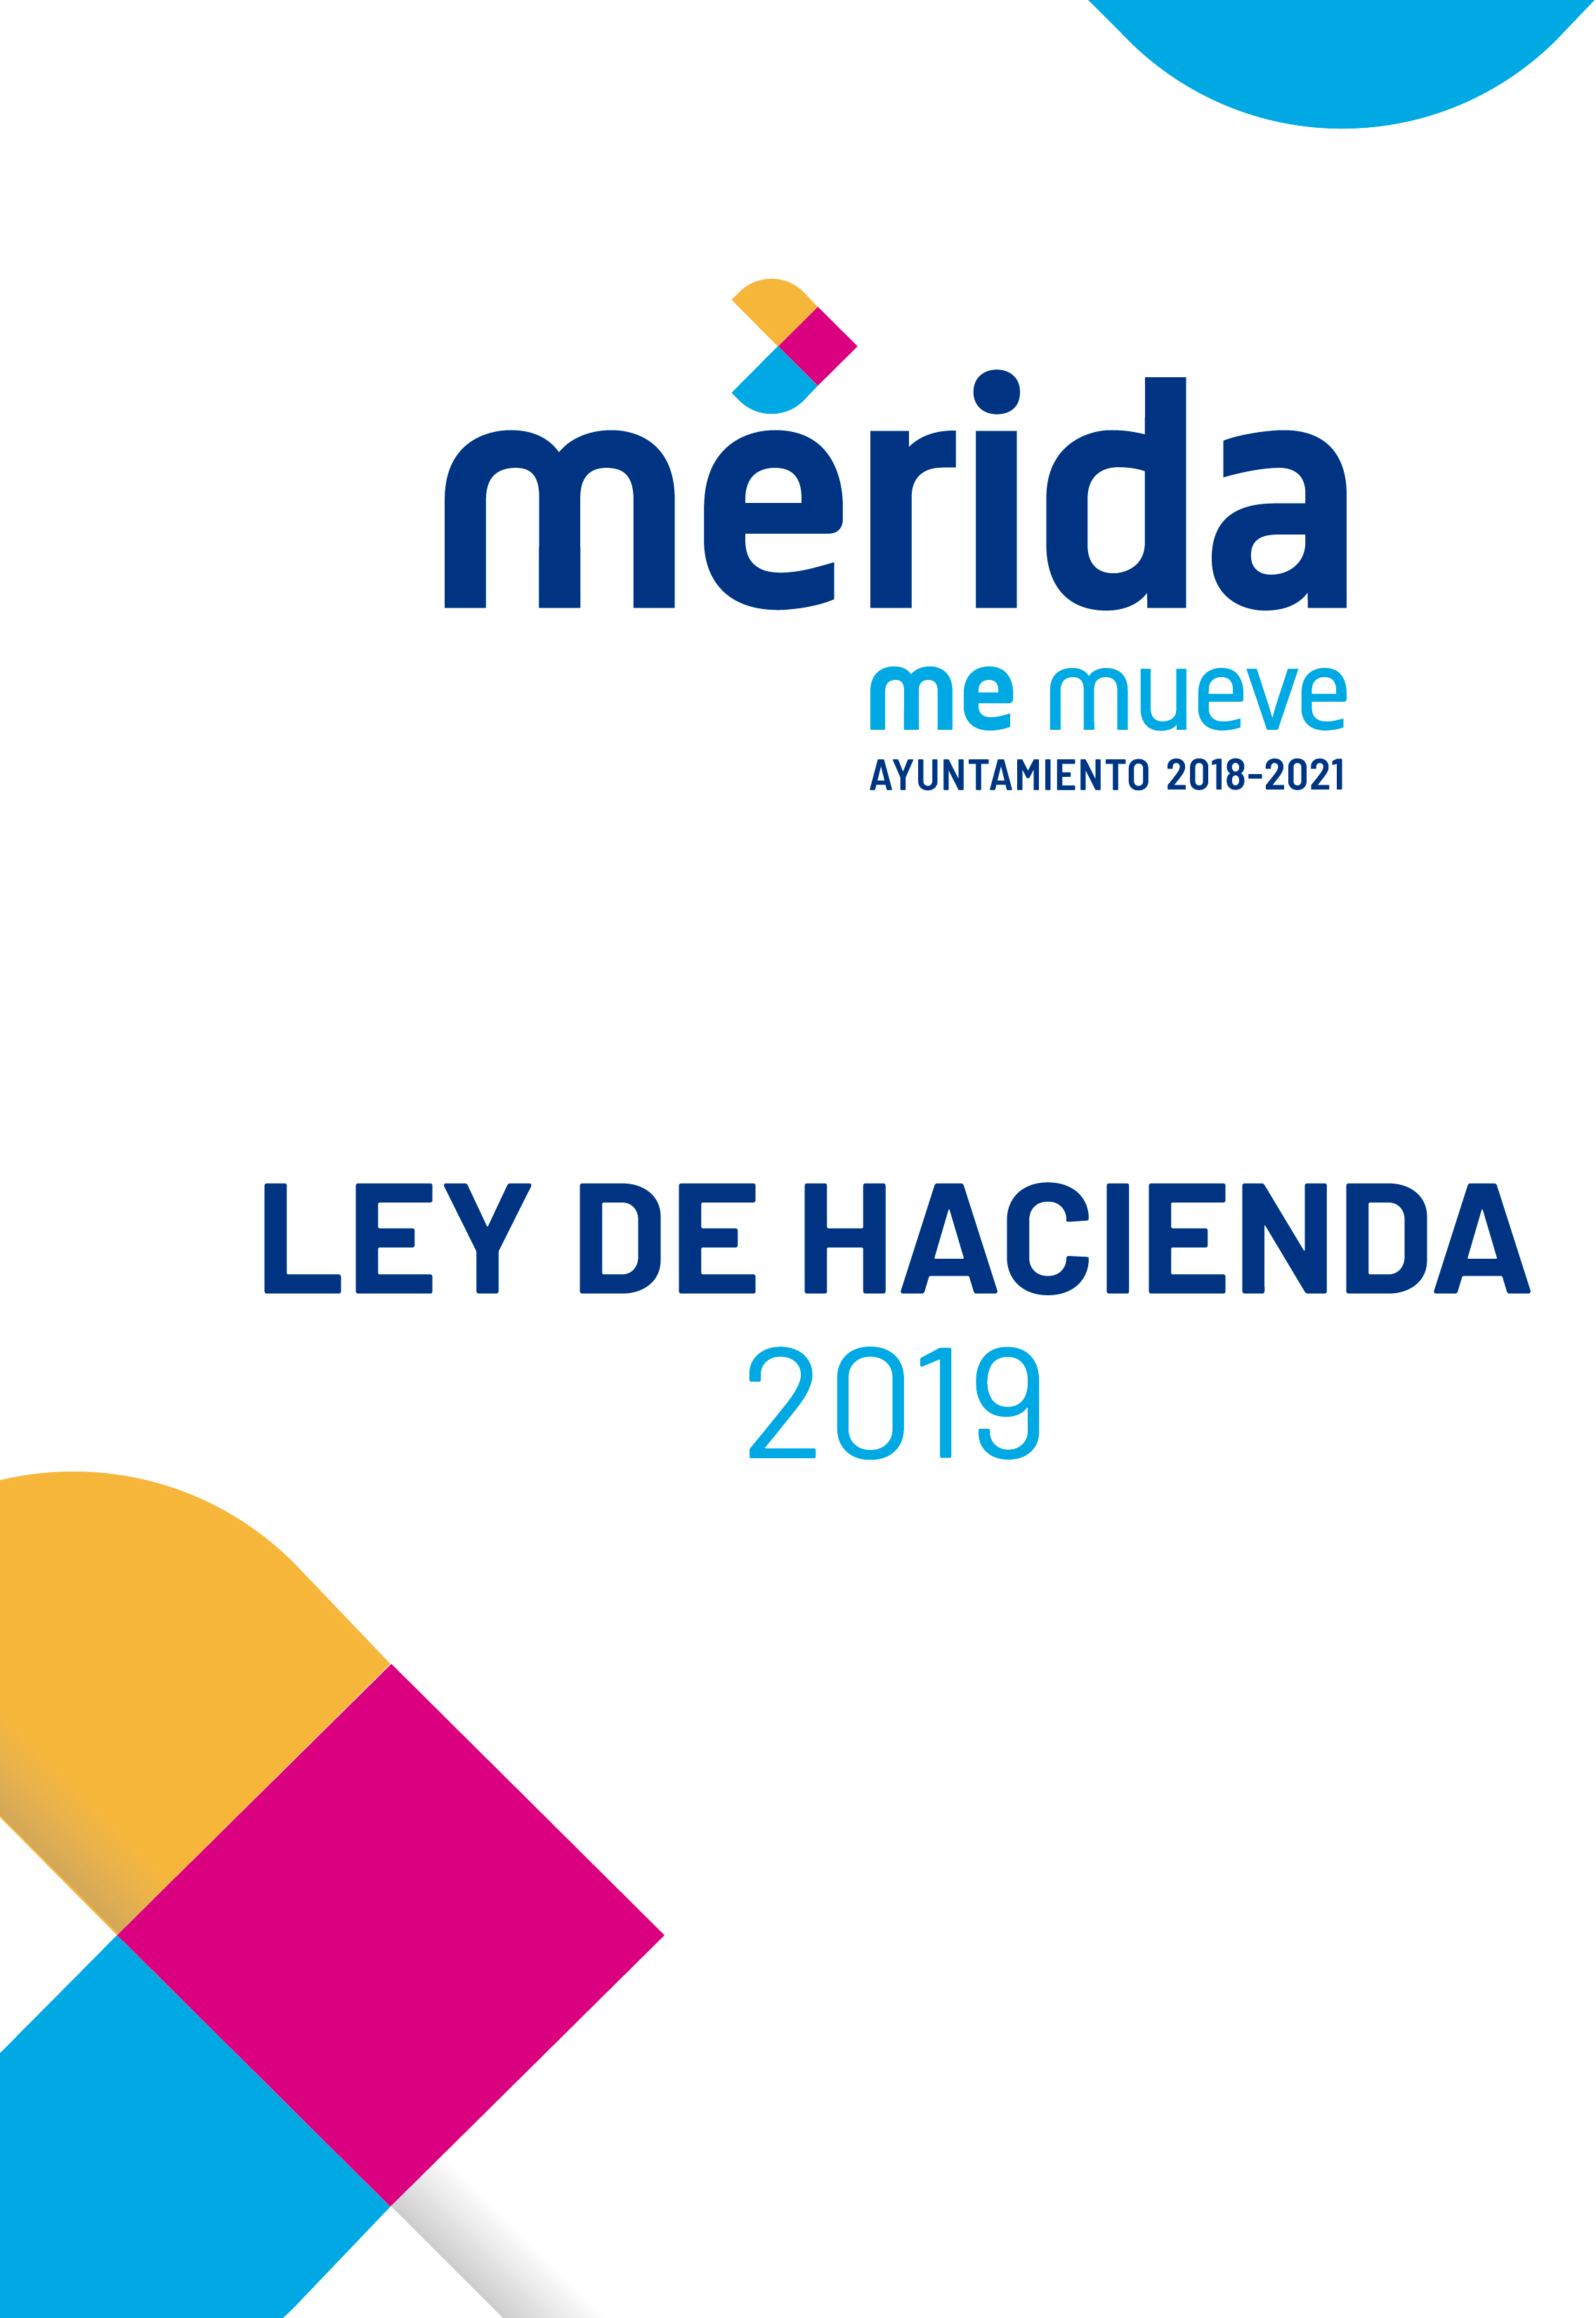 mérida
me mueve
AYUNTAMIENTO 2018-2021
LEY DE HACIENDA
2019